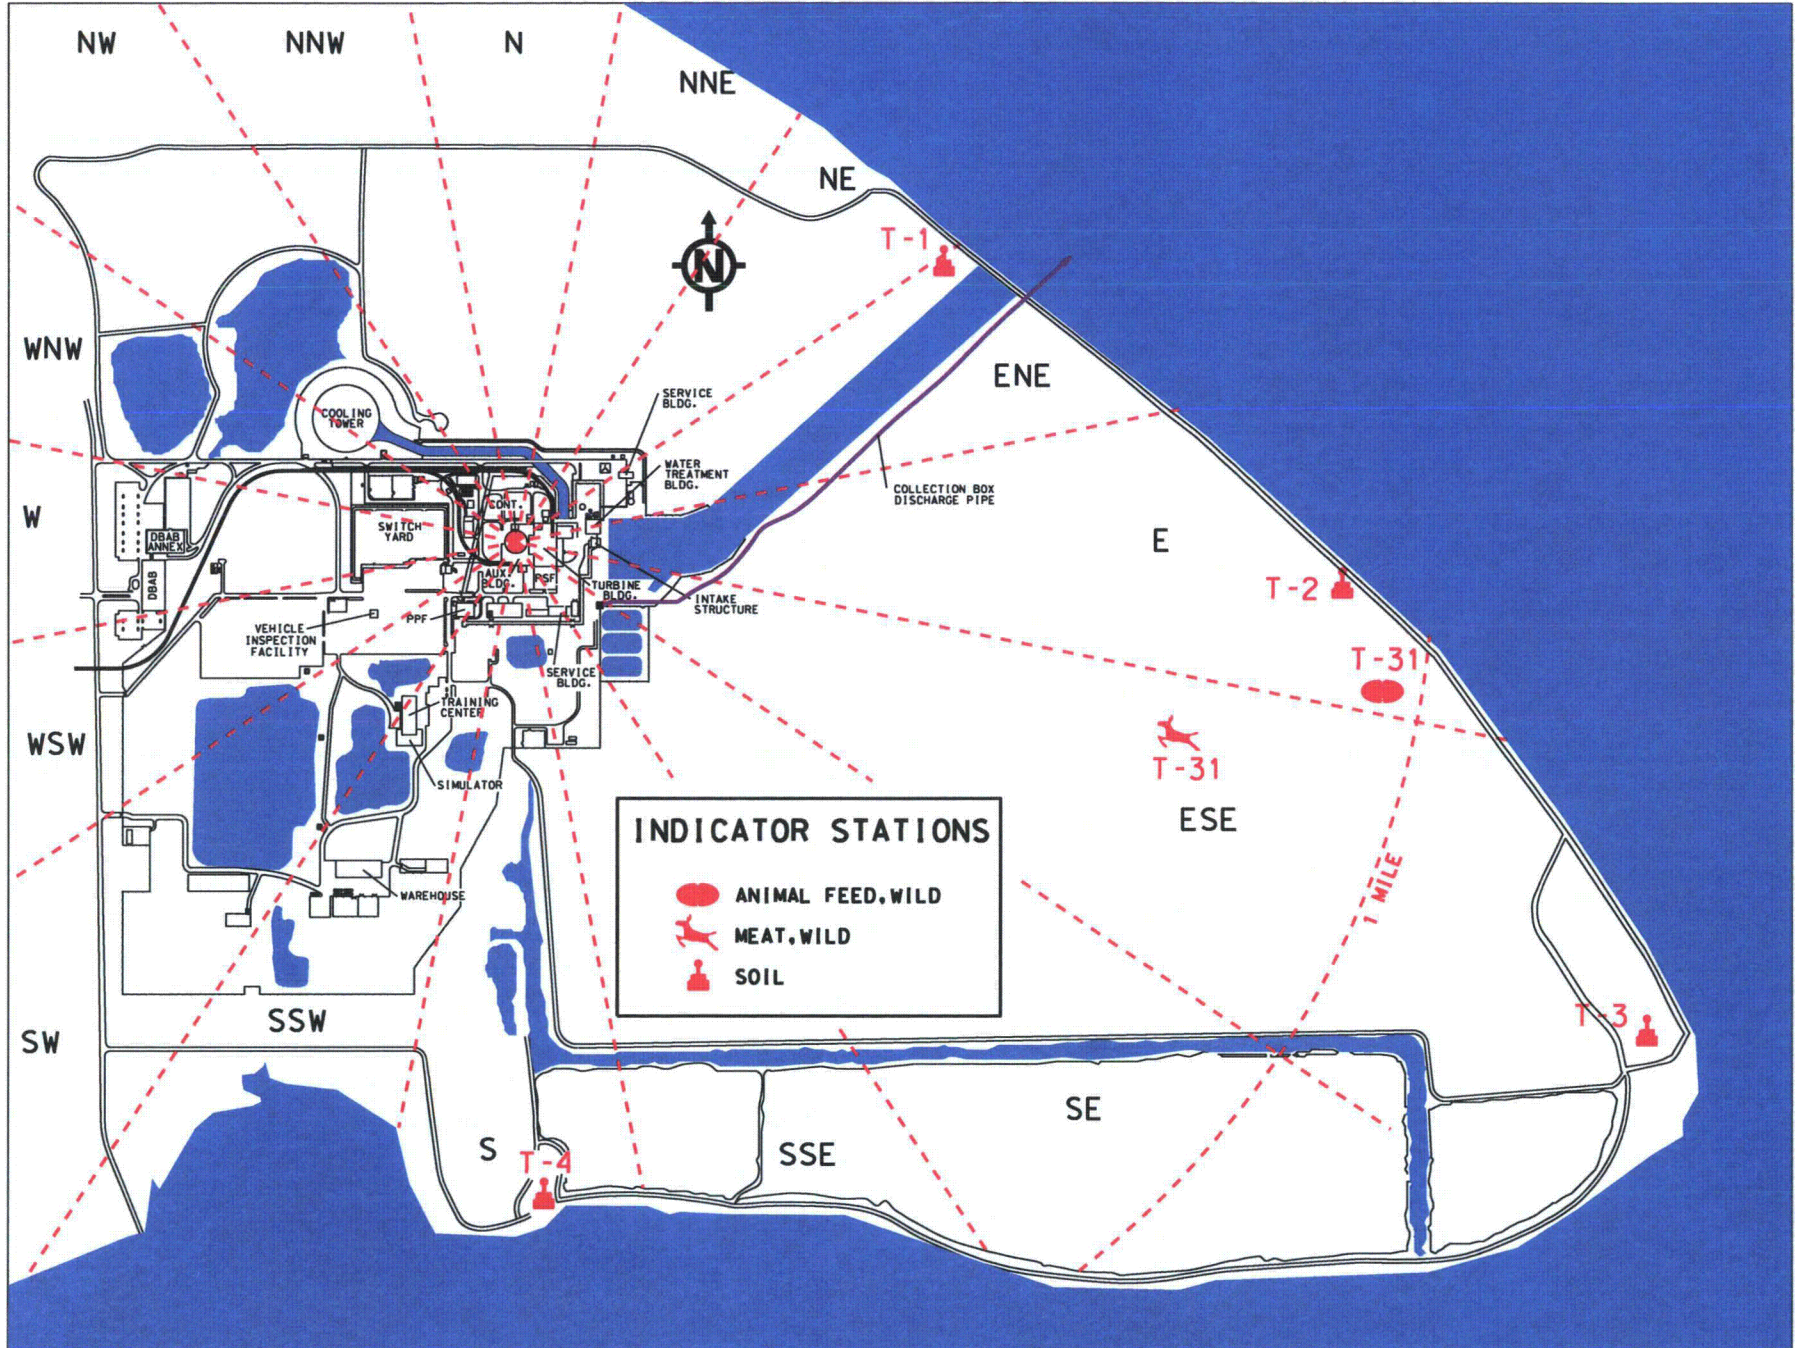 NW
NNW
N
NNE
NE
T-1
N
WNW
ENE
SERVICE
BLDG.
COOLING
TOWER
WATER
TREATMENT
BLDG.
COLLECTION BOX
DISCHARGE PIPE
CONT.
W
SWITCH
YARD
DBAB
ANNEX
E
DBAB
AUX.
BLDG.
PSF
TURBINE
BLDG.
INTAKE
STRUCTURE
T-2
PPF
VEHICLE
INSPECTION
FACILITY
SERVICE
BLDG.
T-31
TRAINING
CENTER
WSW
T-31
SIMULATOR
ESE
INDICATOR STATIONS
ANIMAL FEED,WILD
MEAT,WILD
SOIL
1 MILE
WAREHOUSE
SSW
SW
T-3
SE
S
SSE
T-4